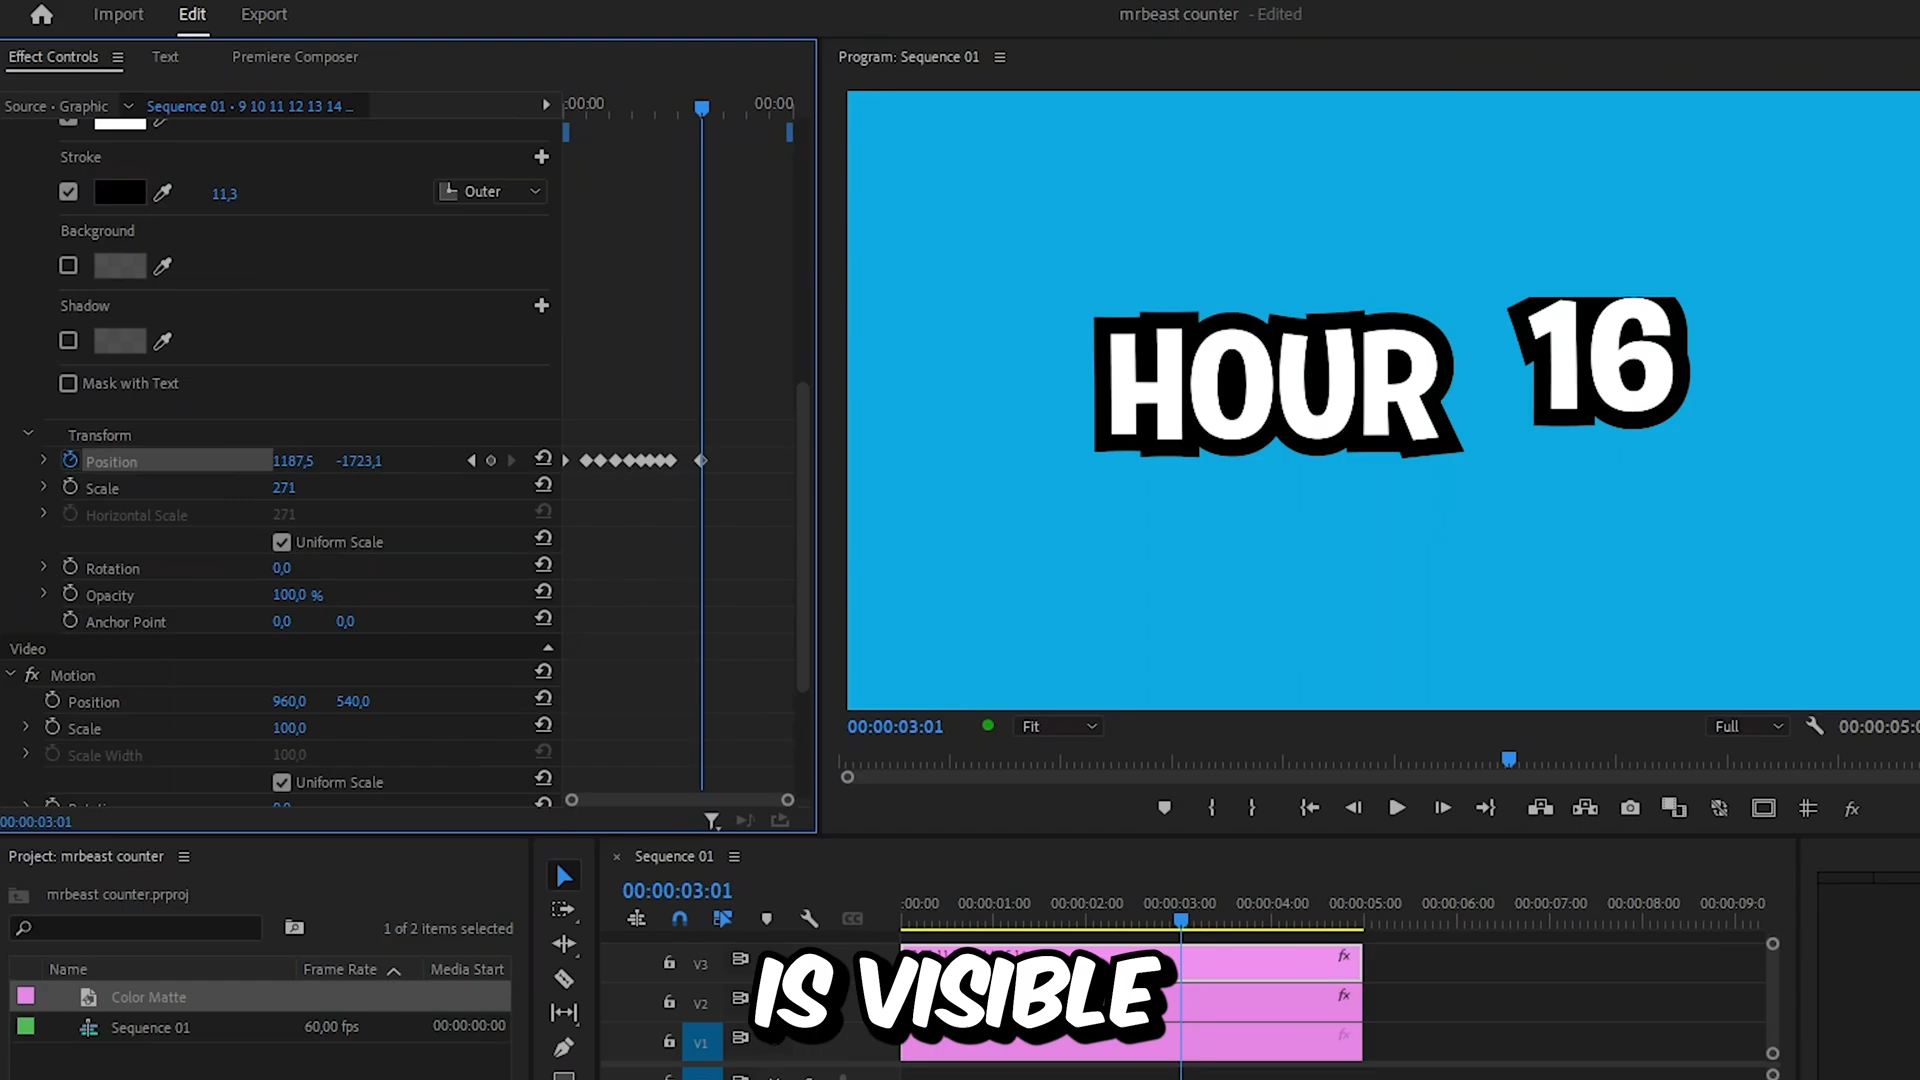 Import Edit Export
mrbeast counter - Edited
Effect Controls Text Premiere Composer
Source • Graphic Sequence 01 • 9 10 11 12 13 14 ...
:00:00 00:00
Stroke
11,3 Outer
Background
Shadow
Mask with Text
Transform
Position 1187,5 -1723,1
Scale 271
Horizontal Scale 271
Uniform Scale
Rotation 0,0
Opacity 100,0 %
Anchor Point 0,0 0,0
Video
fx Motion
Position 960,0 540,0
Scale 100,0
Scale Width 100,0
Uniform Scale
00:00:03:01
Program: Sequence 01
HOUR 16
00:00:03:01 Fit Full 00:00:05:0
fx
Project: mrbeast counter
mrbeast counter.prproj
1 of 2 items selected
Name Frame Rate Media Start
Color Matte
Sequence 01 60,00 fps 00:00:00:00
× Sequence 01
00:00:03:01
CC
:00:00 00:00:01:00 00:00:02:00 00:00:03:00 00:00:04:00 00:00:05:00 00:00:06:00 00:00:07:00 00:00:08:00 00:00:09:0
V3 fx
V2 fx
V1 fx
IS VISIBLE